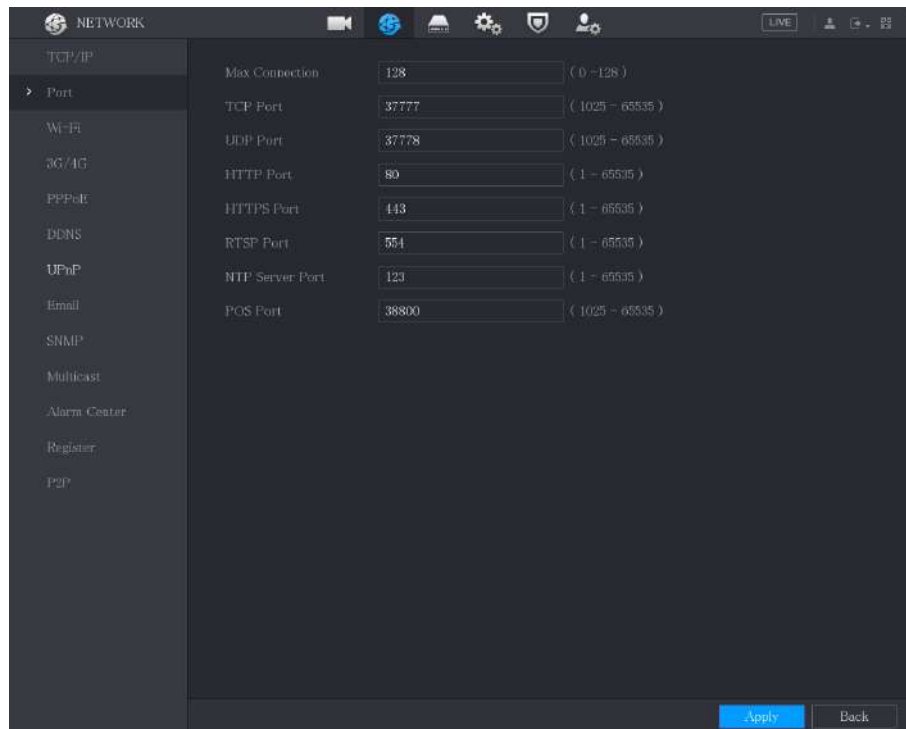 NETWORK
LIVE
TCP/IP
Port
Wi-Fi
3G/4G
PPPoE
DDNS
UPnP
Email
SNMP
Multicast
Alarm Center
Register
P2P
Max Connection 128 ( 0 -128 )
TCP Port 37777 ( 1025 - 65535 )
UDP Port 37778 ( 1025 - 65535 )
HTTP Port 80 ( 1 - 65535 )
HTTPS Port 443 ( 1 - 65535 )
RTSP Port 554 ( 1 - 65535 )
NTP Server Port 123 ( 1 - 65535 )
POS Port 38800 ( 1025 - 65535 )
Apply Back